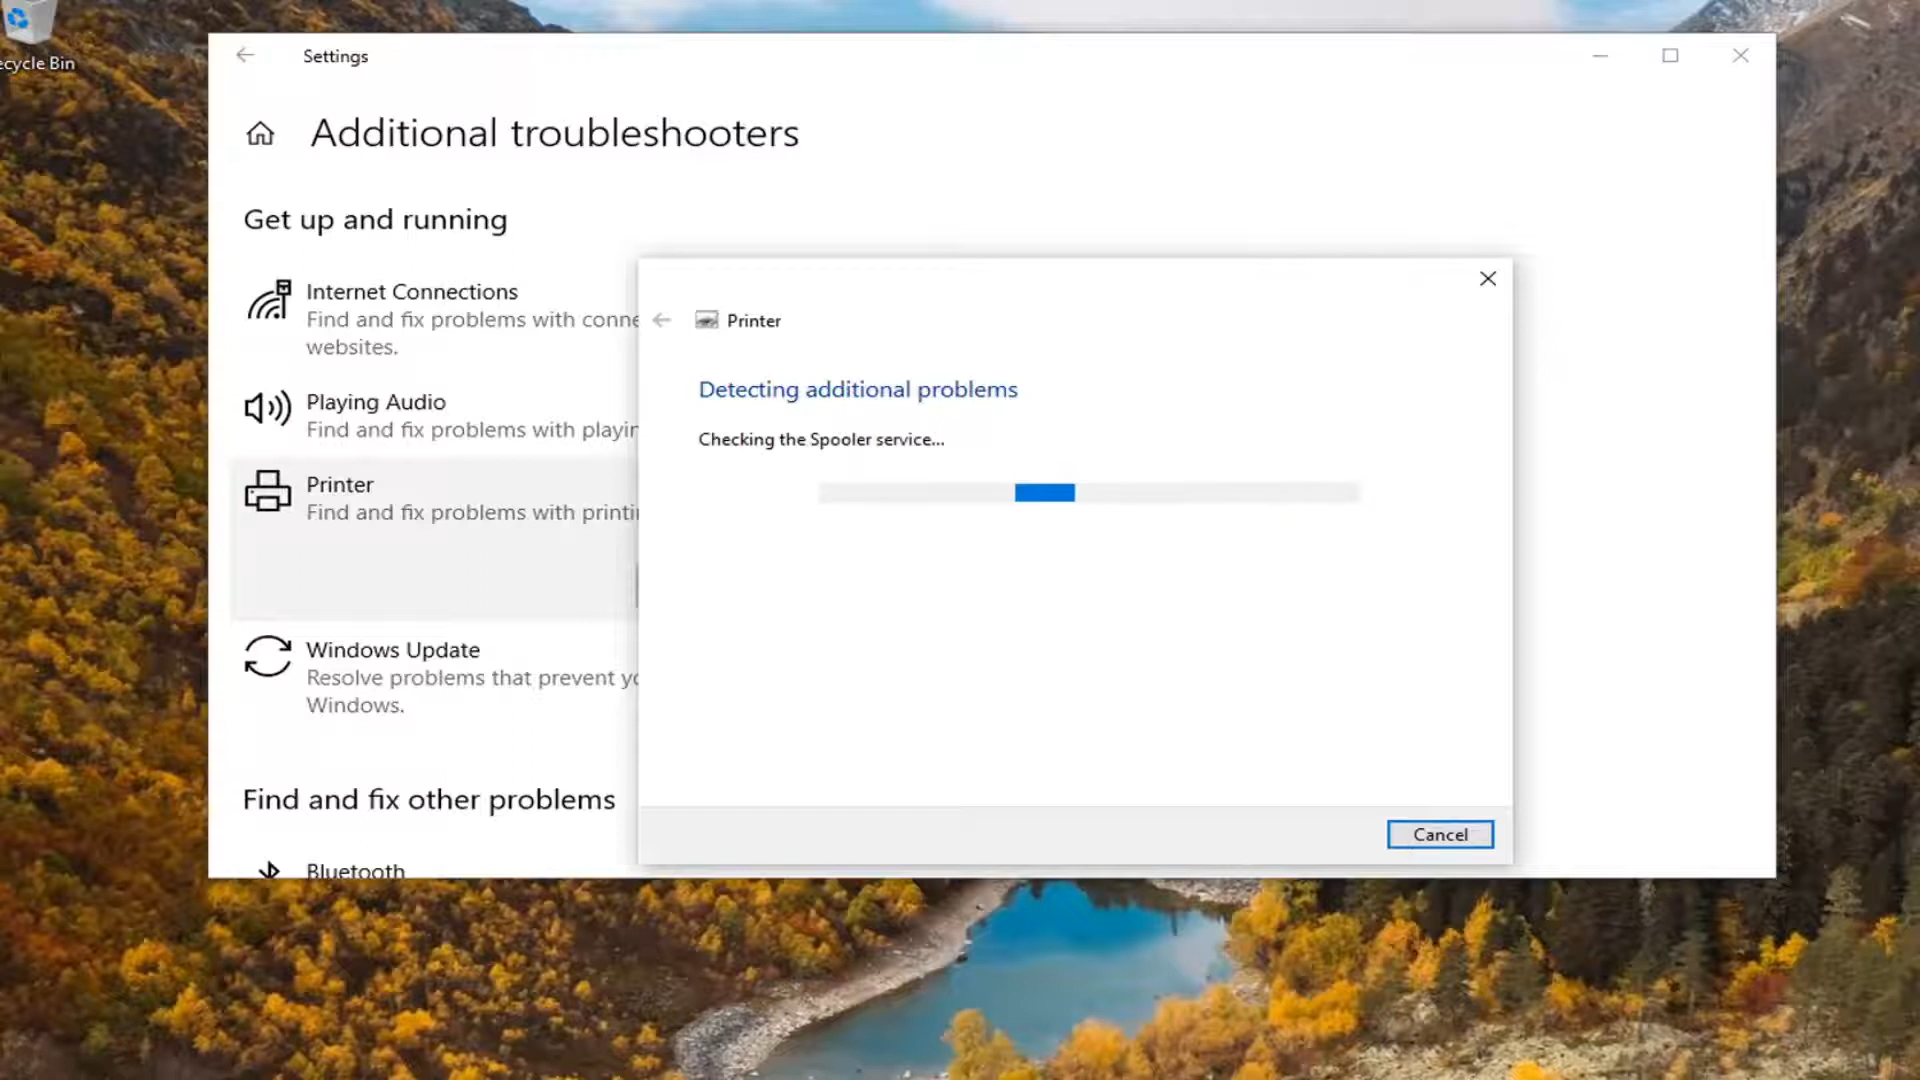 ecycle Bin
Settings
Additional troubleshooters
Get up and running
Internet Connections
Find and fix problems with conne
websites.
Playing Audio
Find and fix problems with playin
Printer
Find and fix problems with printi
Windows Update
Resolve problems that prevent yo
Windows.
Find and fix other problems
Bluetooth
Printer
Detecting additional problems
Checking the Spooler service...
Cancel